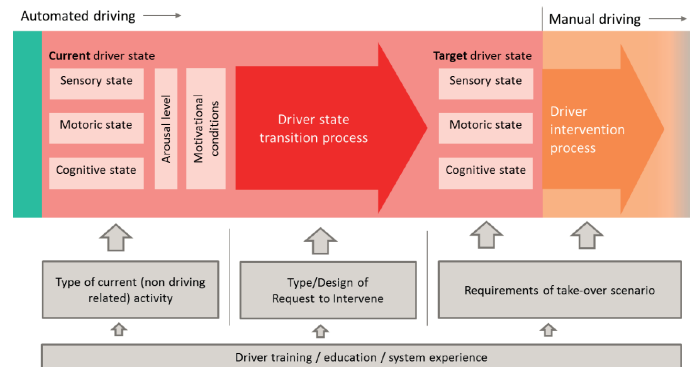 Automated driving
Manual driving
Current driver state
Sensory state
Motoric state
Cognitive state
Arousal level
Motivational
conditions
Driver state
transition process
Target driver state
Sensory state
Motoric state
Cognitive state
Driver
intervention
process
Type of current (non driving
related) activity
Type/Design of
Request to Intervene
Requirements of take-over scenario
Driver training / education / system experience